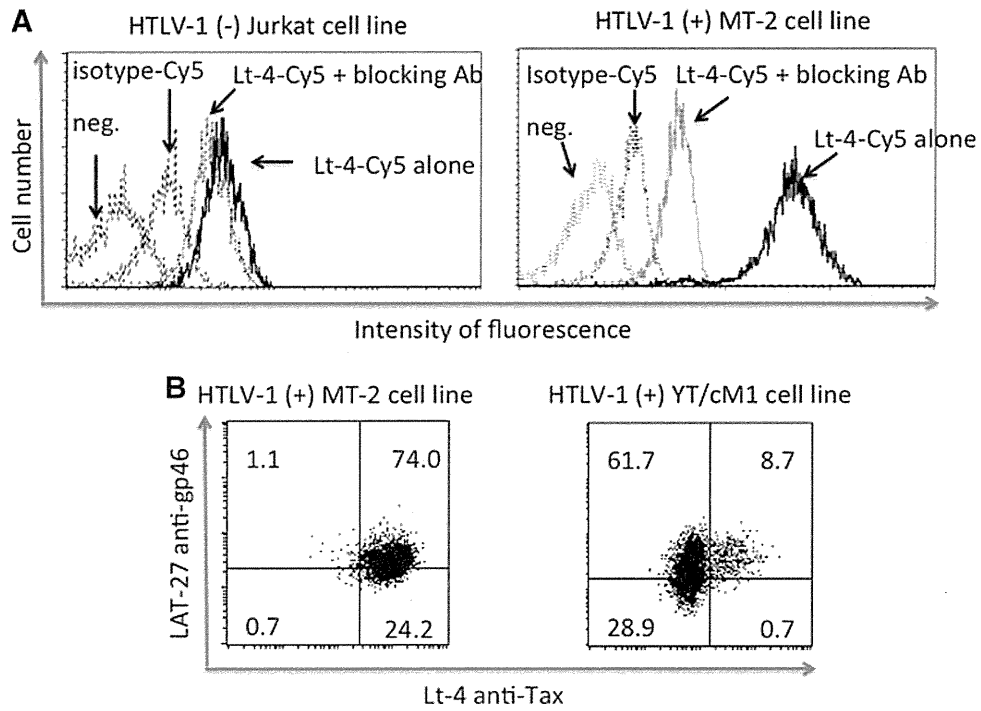 A
HTLV-1 (-) Jurkat cell line
HTLV-1 (+) MT-2 cell line
isotype-Cy5
Lt-4-Cy5 + blocking Ab
neg.
Lt-4-Cy5 alone
Isotype-Cy5
Lt-4-Cy5 + blocking Ab
neg.
Lt-4-Cy5 alone
Cell number
Intensity of fluorescence
B
HTLV-1 (+) MT-2 cell line
HTLV-1 (+) YT/cM1 cell line
1.1
74.0
0.7
24.2
61.7
8.7
28.9
0.7
LAT-27 anti-gp46
Lt-4 anti-Tax